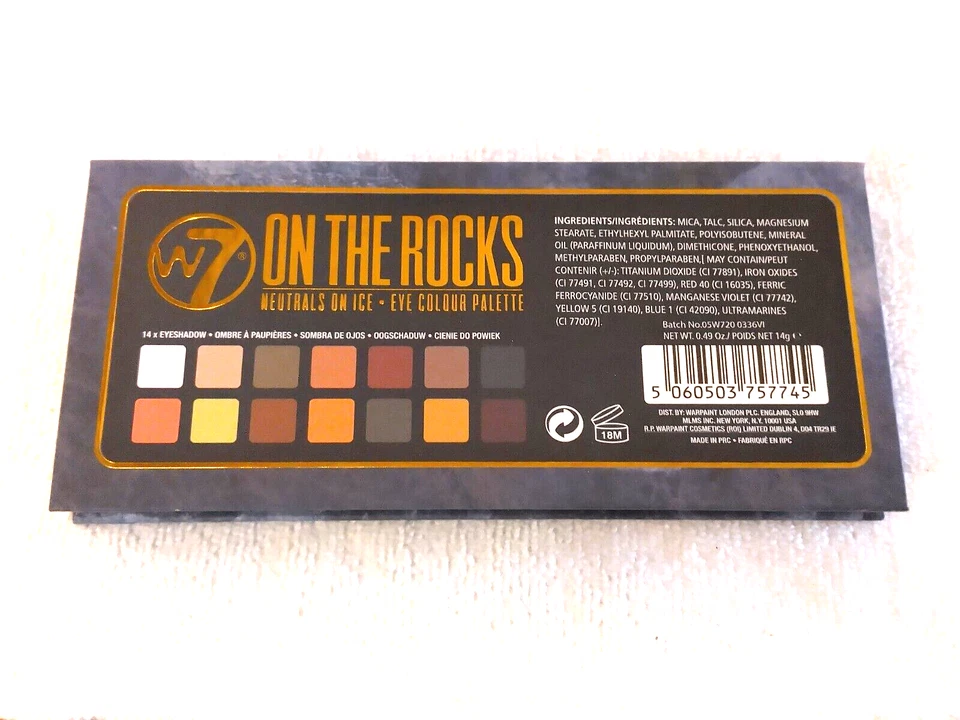 W7®
ON THE ROCKS
NEUTRALS ON ICE • EYE COLOUR PALETTE
14 x EYESHADOW • OMBRE À PAUPIÈRES • SOMBRA DE OJOS • OOGSCHADUW • CIENIE DO POWIEK
INGREDIENTS/INGRÉDIENTS: MICA, TALC, SILICA, MAGNESIUM
STEARATE, ETHYLHEXYL PALMITATE, POLYISOBUTENE, MINERAL
OIL (PARAFFINUM LIQUIDUM), DIMETHICONE, PHENOXYETHANOL,
METHYLPARABEN, PROPYLPARABEN,[ MAY CONTAIN/PEUT
CONTENIR (+/-): TITANIUM DIOXIDE (CI 77891), IRON OXIDES
(CI 77491, CI 77492, CI 77499), RED 40 (CI 16035), FERRIC
FERROCYANIDE (CI 77510), MANGANESE VIOLET (CI 77742),
YELLOW 5 (CI 19140), BLUE 1 (CI 42090), ULTRAMARINES
(CI 77007)].
Batch No.05W720 0336VI
NET WT. 0.49 Oz./ POIDS NET 14g e
5 060503 757745
18M
DIST. BY: WARPAINT LONDON PLC. ENGLAND, SL0 9HW
MLMS INC. NEW YORK, N.Y. 10001 USA
R.P. WARPAINT COSMETICS (ROI) LIMITED DUBLIN 4, D04 TR29 IE
MADE IN PRC • FABRIQUÉ EN RPC